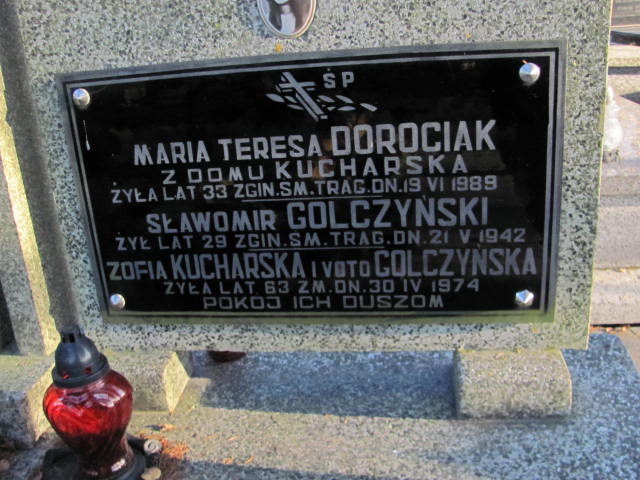 ŚP
MARIA TERESA DOROCIAK
Z DOMU KUCHARSKA
ŻYŁA LAT 33 ZGIN. ŚM. TRAG. DN. 19 VI 1989
SŁAWOMIR GOLCZYŃSKI
ŻYŁ LAT 29 ZGIN. ŚM. TRAG. DN. 21 V 1942
ZOFIA KUCHARSKA I VOTO GOLCZYŃSKA
ŻYŁA LAT 63 ZM. DN. 30 IV 1974
POKÓJ ICH DUSZOM